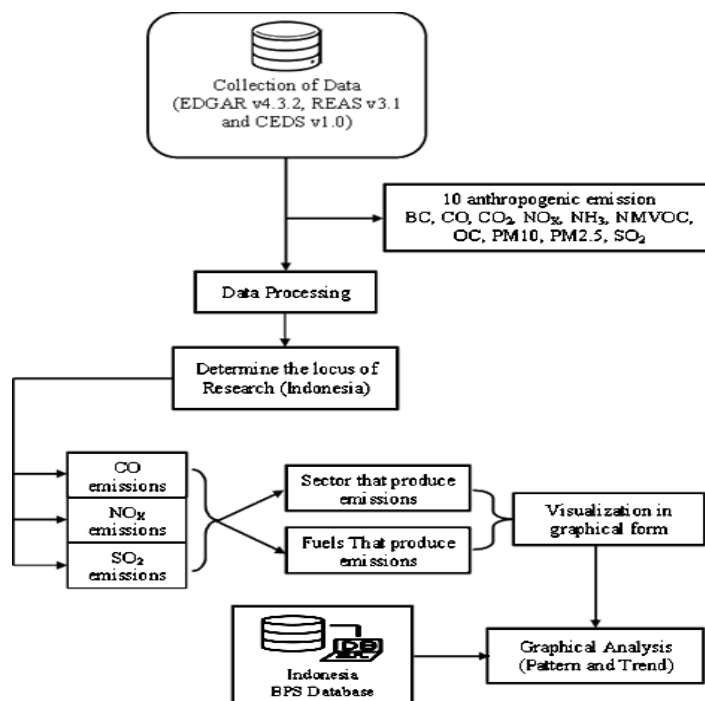 Collection of Data
(EDGAR v4.3.2, REAS v3.1
and CEDS v1.0)
10 anthropogenic emission
BC, CO, CO₂, NOₓ, NH₃, NMVOC,
OC, PM10, PM2.5, SO₂
Data Processing
Determine the locus of
Research (Indonesia)
CO
emissions
NOₓ
emissions
SO₂
emissions
Sector that produce
emissions
Fuels That produce
emissions
Visualization in
graphical form
DB
Indonesia
BPS Database
Graphical Analysis
(Pattern and Trend)